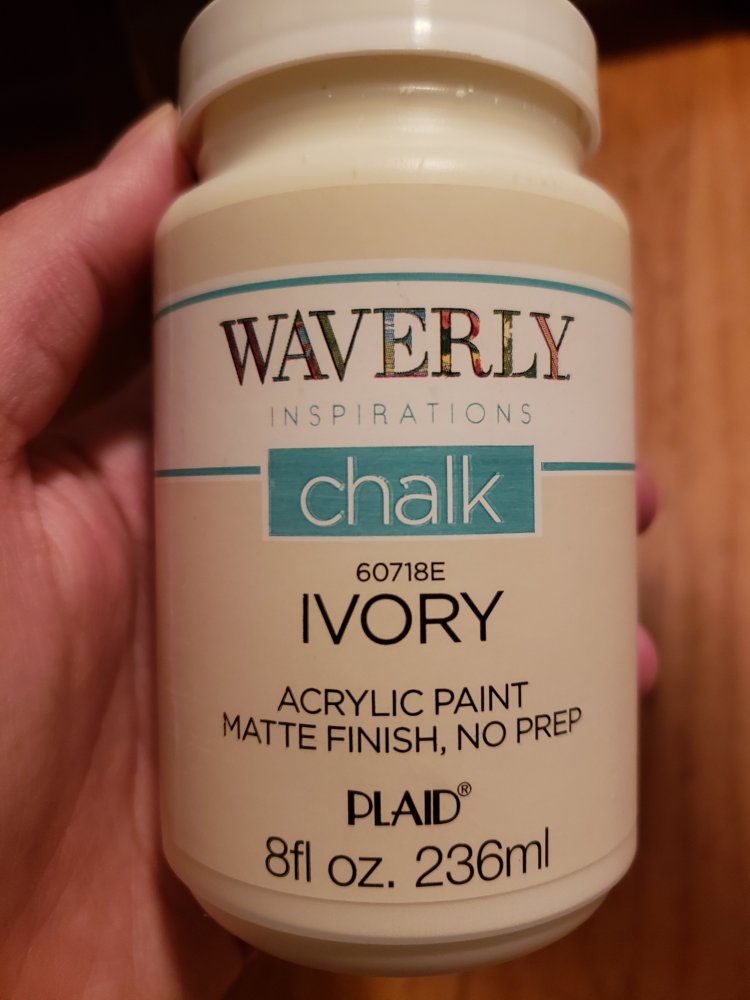 WAVERLY
INSPIRATIONS
chalk
60718E
IVORY
ACRYLIC PAINT
MATTE FINISH, NO PREP
PLAID®
8fl oz. 236ml